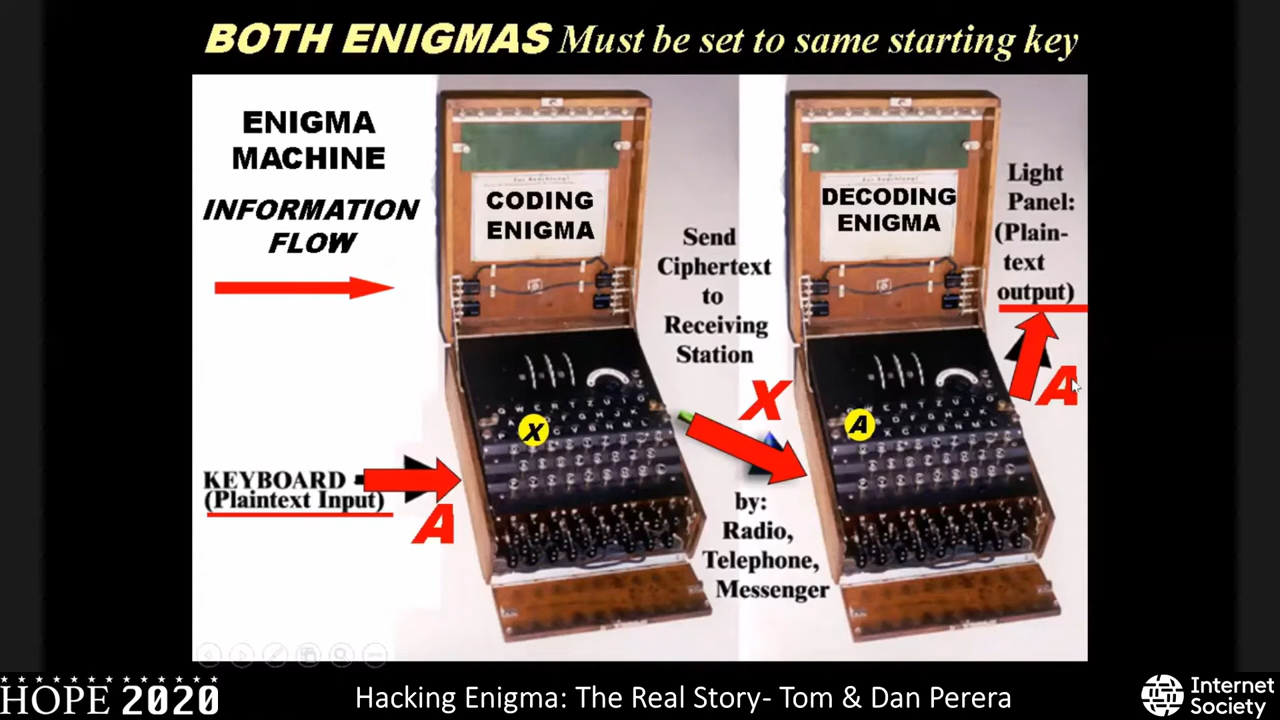 BOTH ENIGMAS Must be set to same starting key
ENIGMA
MACHINE
INFORMATION
FLOW
KEYBOARD
(Plaintext Input)
A
CODING
ENIGMA
X
Send
Ciphertext
to
Receiving
Station
X
by:
Radio,
Telephone,
Messenger
DECODING
ENIGMA
A
Light
Panel:
(Plain-
text
output)
A
HOPE 2020
Hacking Enigma: The Real Story- Tom & Dan Perera
Internet
Society